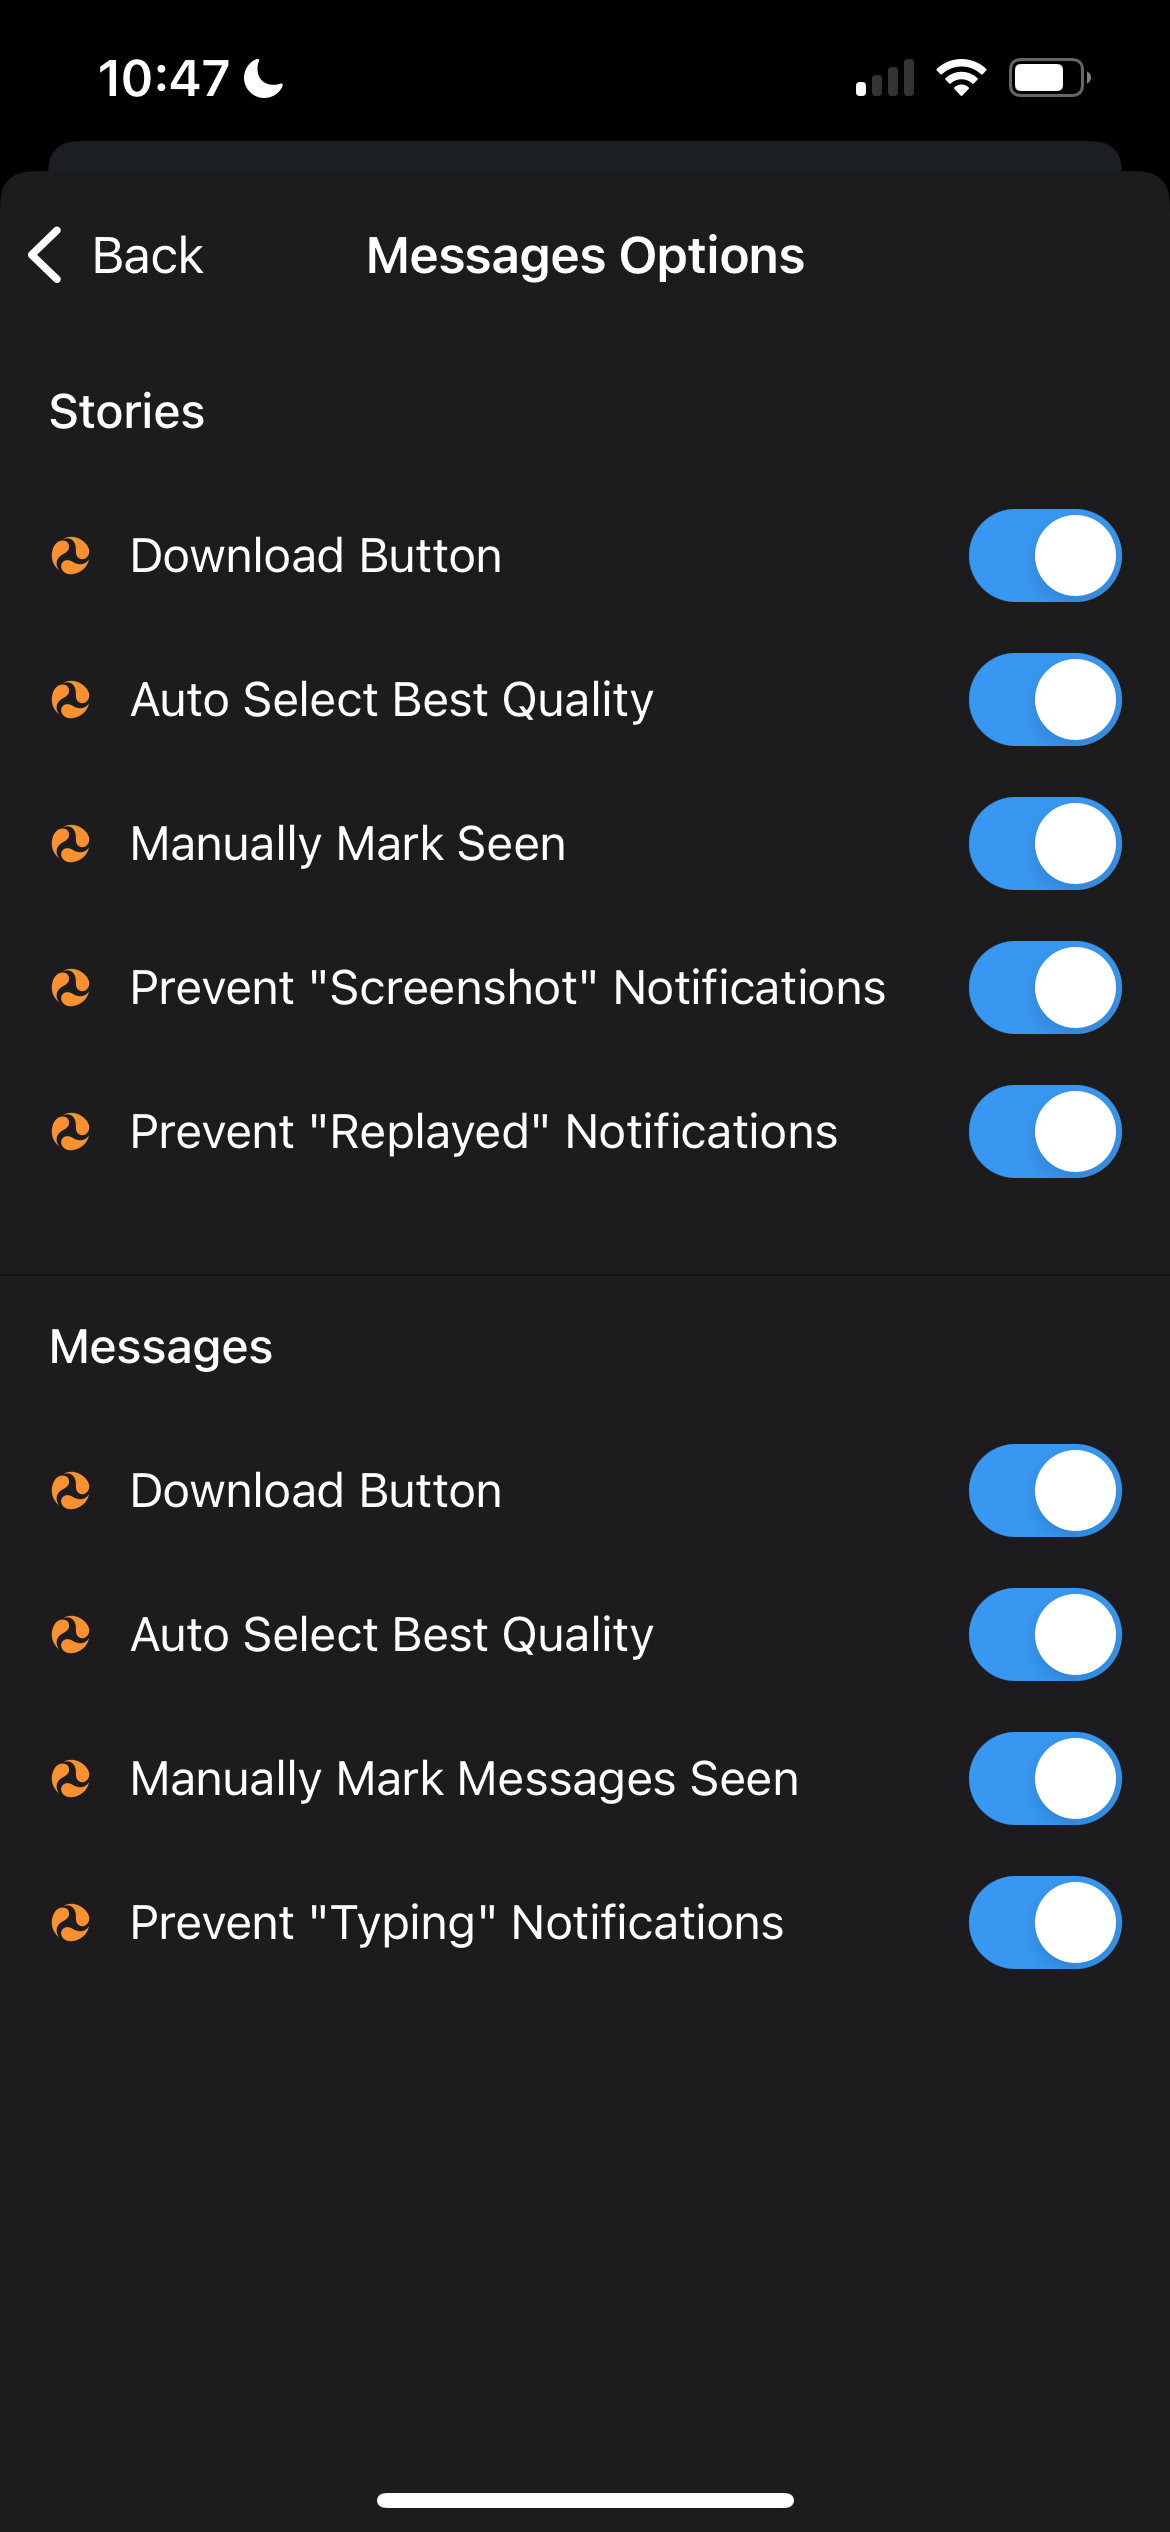 10:47
Back
Messages Options
Stories
Download Button
Auto Select Best Quality
Manually Mark Seen
Prevent "Screenshot" Notifications
Prevent "Replayed" Notifications
Messages
Download Button
Auto Select Best Quality
Manually Mark Messages Seen
Prevent "Typing" Notifications